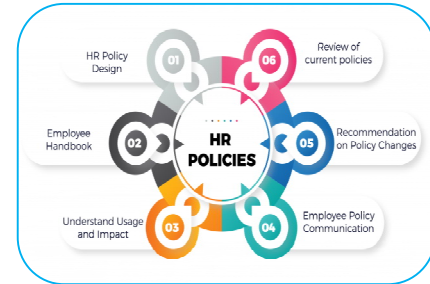 HR Policy
Design
01
Employee
Handbook
02
Understand Usage
and Impact
03
HR
POLICIES
06
Review of
current policies
05
Recommendation
on Policy Changes
04
Employee Policy
Communication